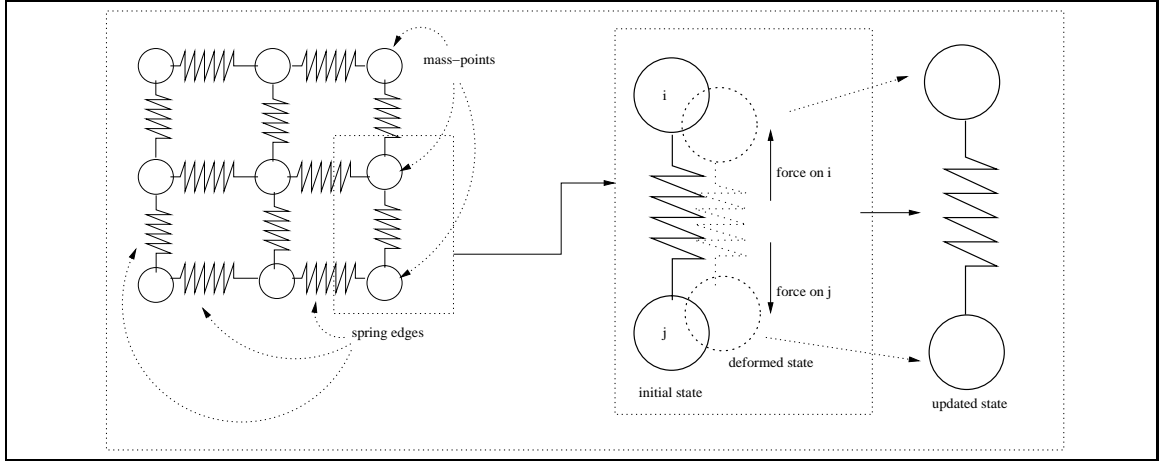 mass–points
spring edges
i
force on i
force on j
j
deformed state
initial state
updated state